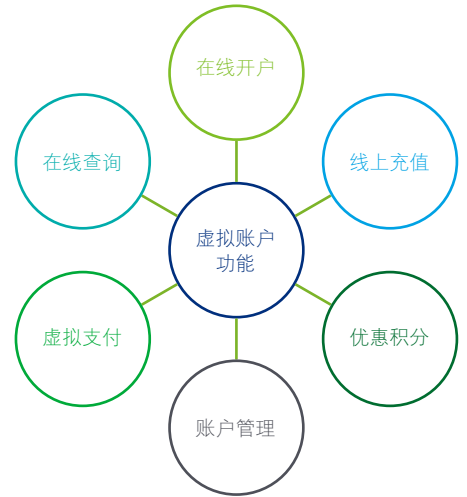 在线开户
在线查询
线上充值
虚拟账户
功能
虚拟支付
优惠积分
账户管理